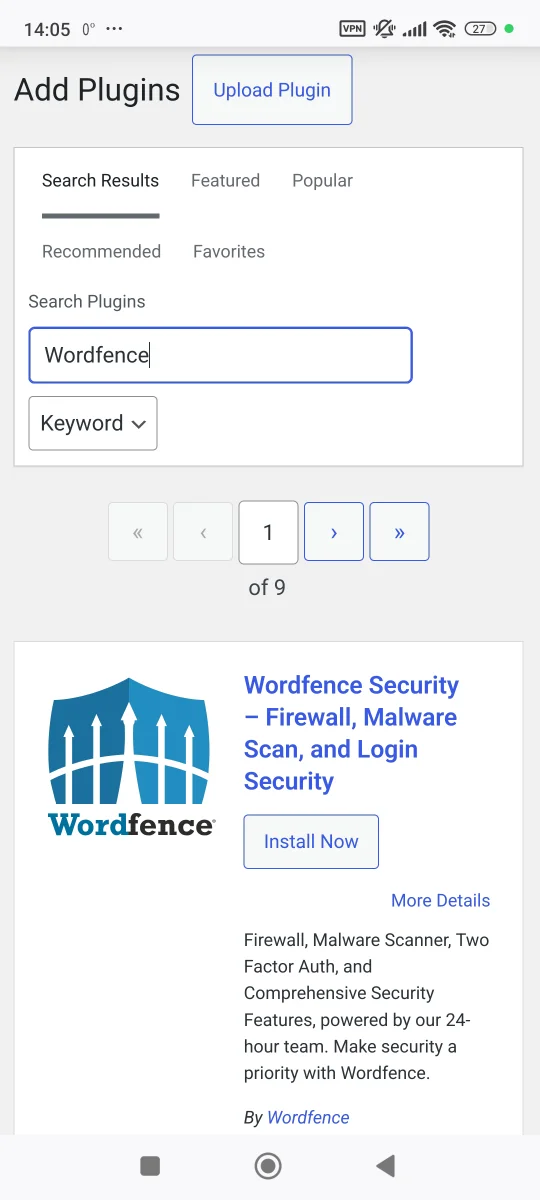 14:05 0° ...
VPN 27
Add Plugins
Upload Plugin
Search Results Featured Popular
Recommended Favorites
Search Plugins
Wordfence
Keyword
« ‹ 1 › »
of 9
Wordfence Security
– Firewall, Malware
Scan, and Login
Security
Wordfence®
Install Now
More Details
Firewall, Malware Scanner, Two
Factor Auth, and
Comprehensive Security
Features, powered by our 24-
hour team. Make security a
priority with Wordfence.
By Wordfence